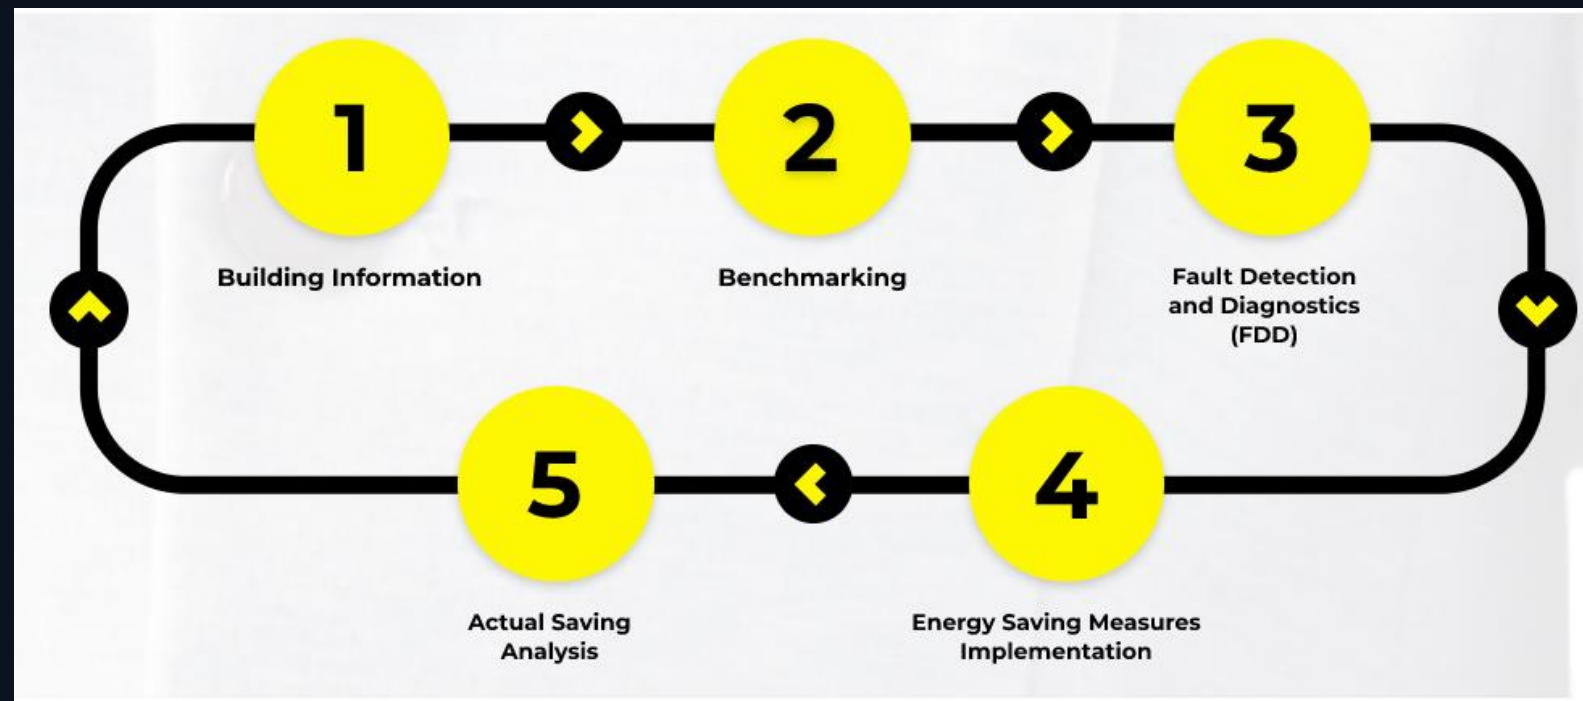 1
2
3
Building Information
Benchmarking
Fault Detection
and Diagnostics
(FDD)
5
4
Actual Saving
Analysis
Energy Saving Measures
Implementation